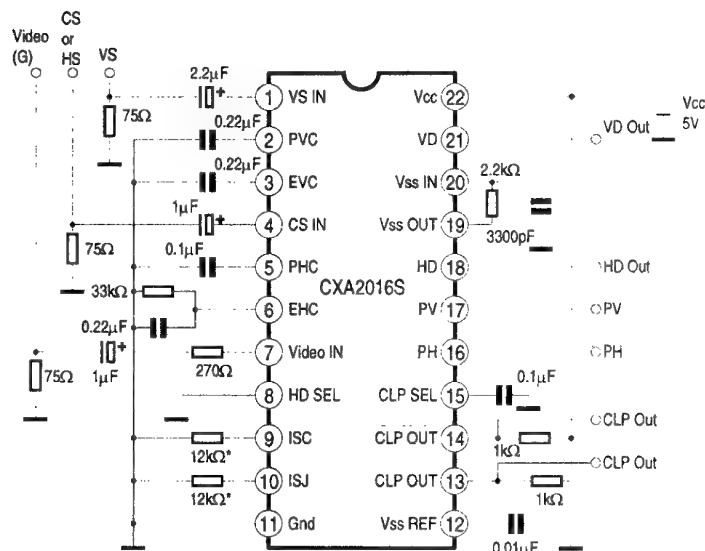 Video
(G)
CS
or
HS
VS
75Ω
2.2µF
+
0.22µF
0.22µF
1µF
+
75Ω
0.1µF
33kΩ
0.22µF
75Ω
1µF
+
270Ω
12kΩ*
12kΩ*
1 VS IN
2 PVC
3 EVC
4 CS IN
5 PHC
6 EHC
7 Video IN
8 HD SEL
9 ISC
10 ISJ
11 Gnd
CXA2016S
Vcc 22
VD 21
Vss IN 20
Vss OUT 19
HD 18
PV 17
PH 16
CLP SEL 15
CLP OUT 14
CLP OUT 13
Vss REF 12
2.2kΩ
3300pF
0.1µF
1kΩ
1kΩ
0.01µF
VD Out
Vcc
5V
HD Out
PV
PH
CLP Out
CLP Out